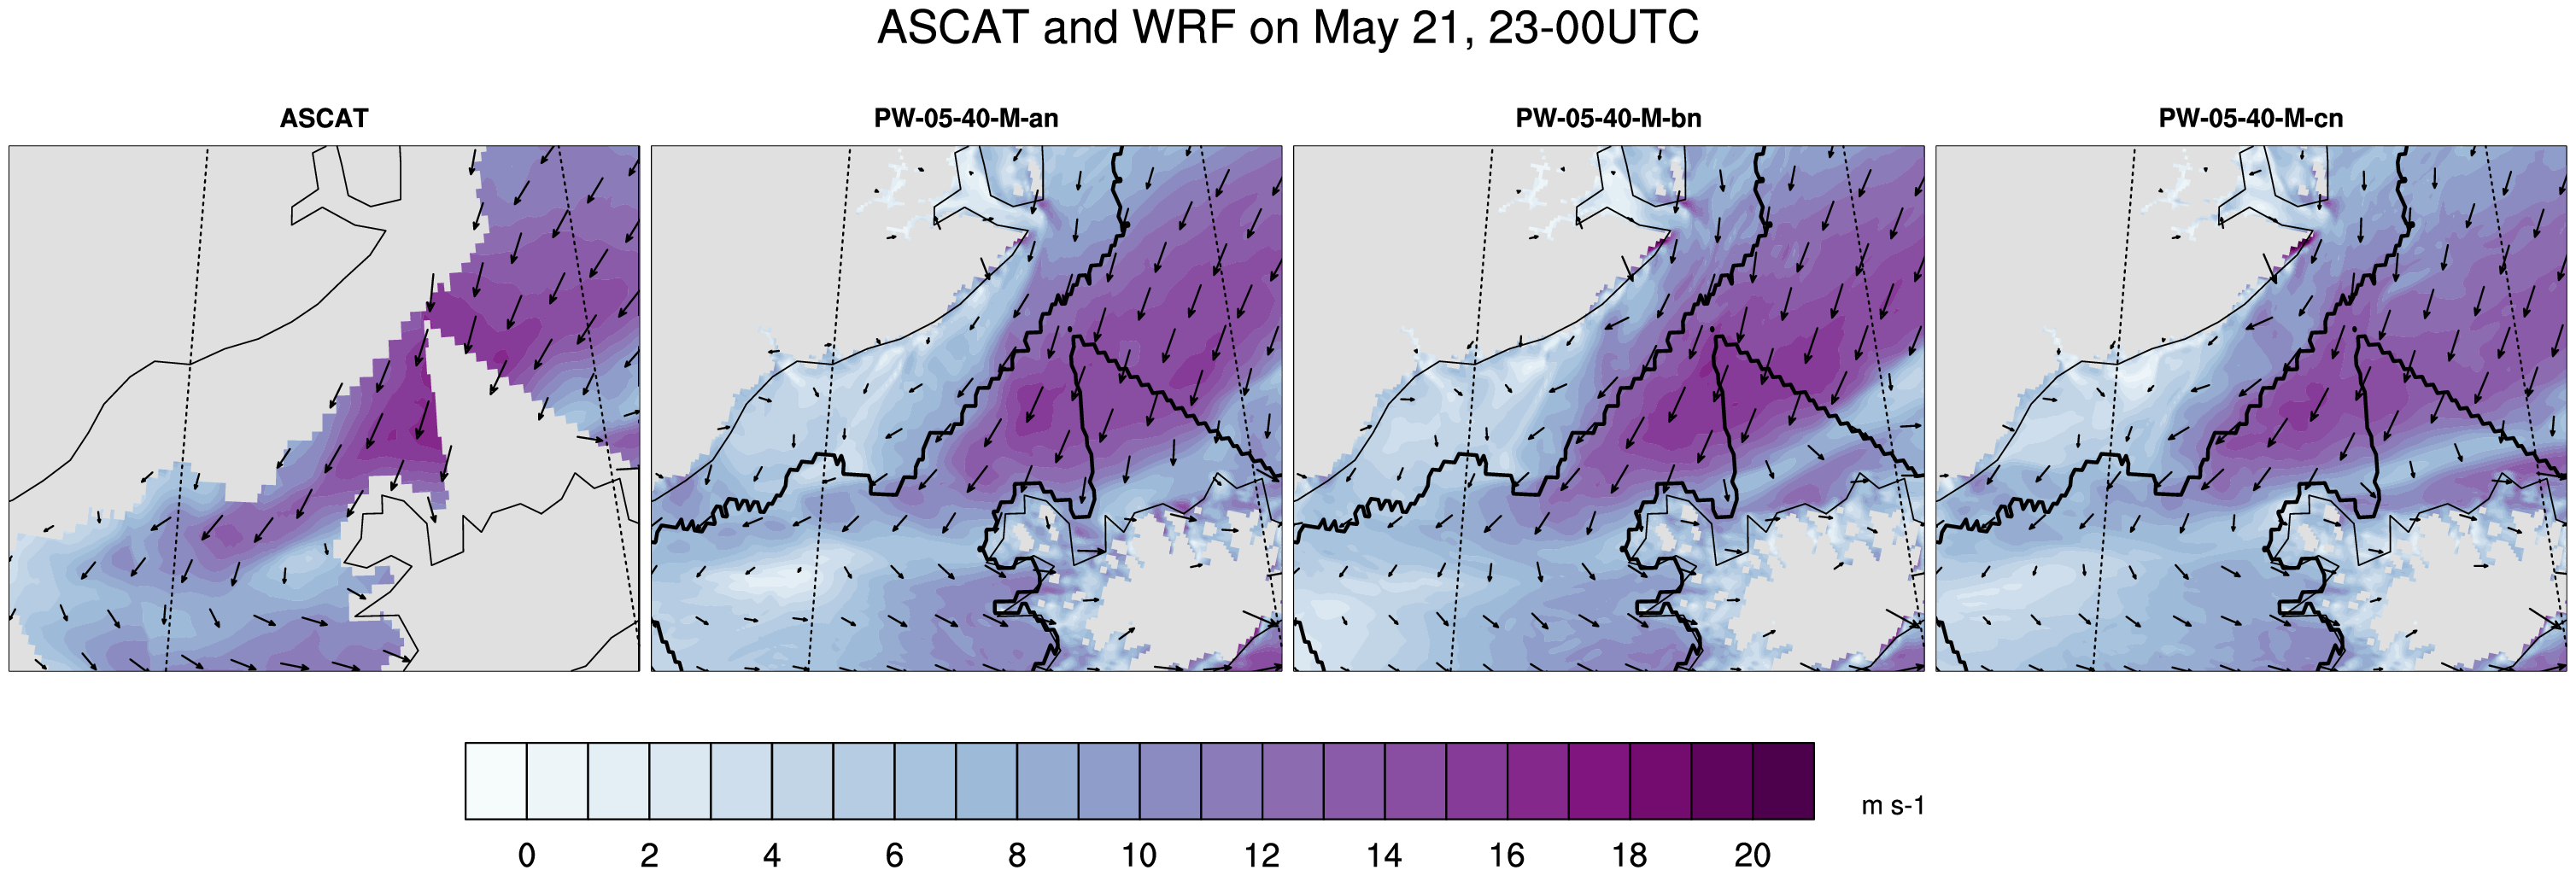 ASCAT and WRF on May 21, 23-00UTC
ASCAT PW-05-40-M-an PW-05-40-M-bn PW-05-40-M-cn
m s-1
0 2 4 6 8 10 12 14 16 18 20